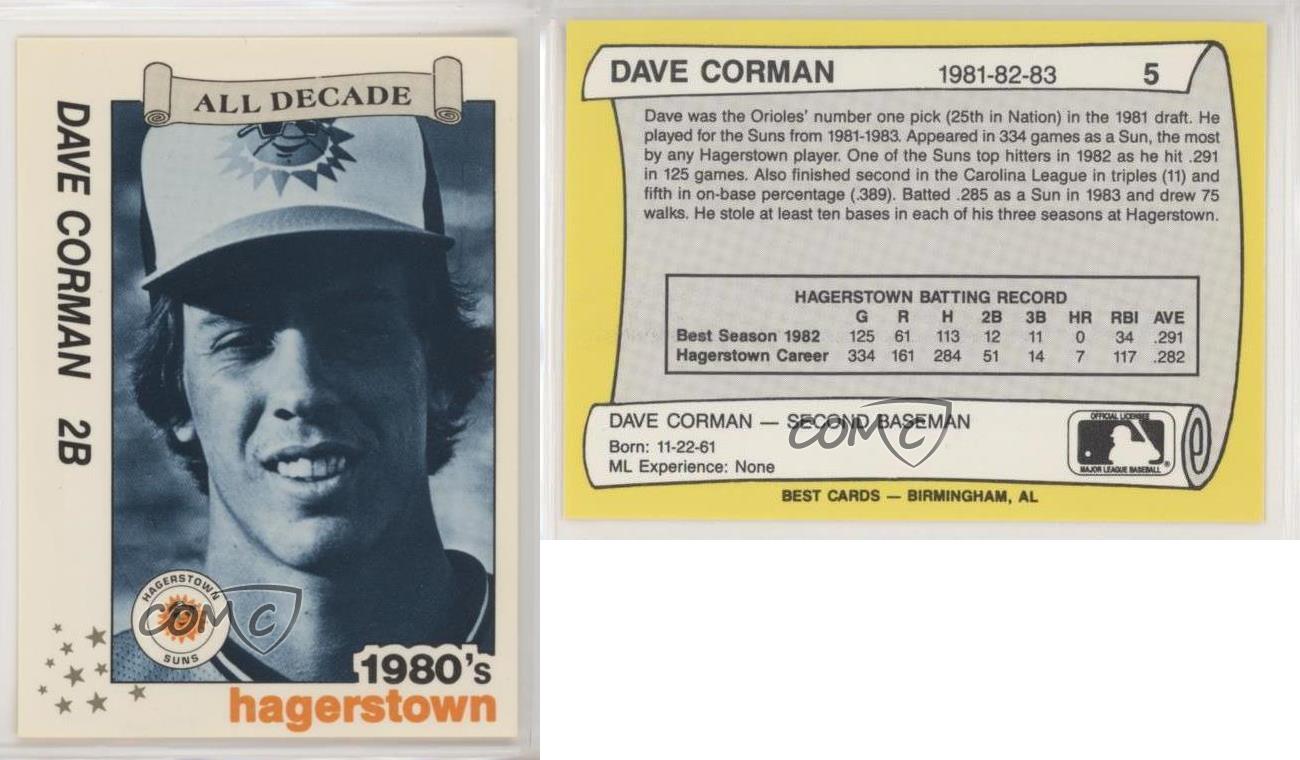 ALL DECADE
DAVE CORMAN 2B
HAGERSTOWN
SUNS
COMC
1980's
hagerstown
DAVE CORMAN 1981-82-83 5
Dave was the Orioles' number one pick (25th in Nation) in the 1981 draft. He
played for the Suns from 1981-1983. Appeared in 334 games as a Sun, the most
by any Hagerstown player. One of the Suns top hitters in 1982 as he hit .291
in 125 games. Also finished second in the Carolina League in triples (11) and
fifth in on-base percentage (.389). Batted .285 as a Sun in 1983 and drew 75
walks. He stole at least ten bases in each of his three seasons at Hagerstown.
HAGERSTOWN BATTING RECORD
G R H 2B 3B HR RBI AVE
Best Season 1982 125 61 113 12 11 0 34 .291
Hagerstown Career 334 161 284 51 14 7 117 .282
DAVE CORMAN — SECOND BASEMAN
COMC
Born: 11-22-61
ML Experience: None
OFFICIAL LICENSEE
MAJOR LEAGUE BASEBALL ®
BEST CARDS — BIRMINGHAM, AL